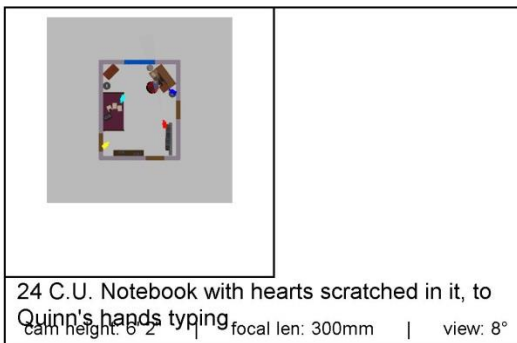 24 C.U. Notebook with hearts scratched in it, to
Quinn's hands typing
cam height: 6' 2" | focal len: 300mm | view: 8°